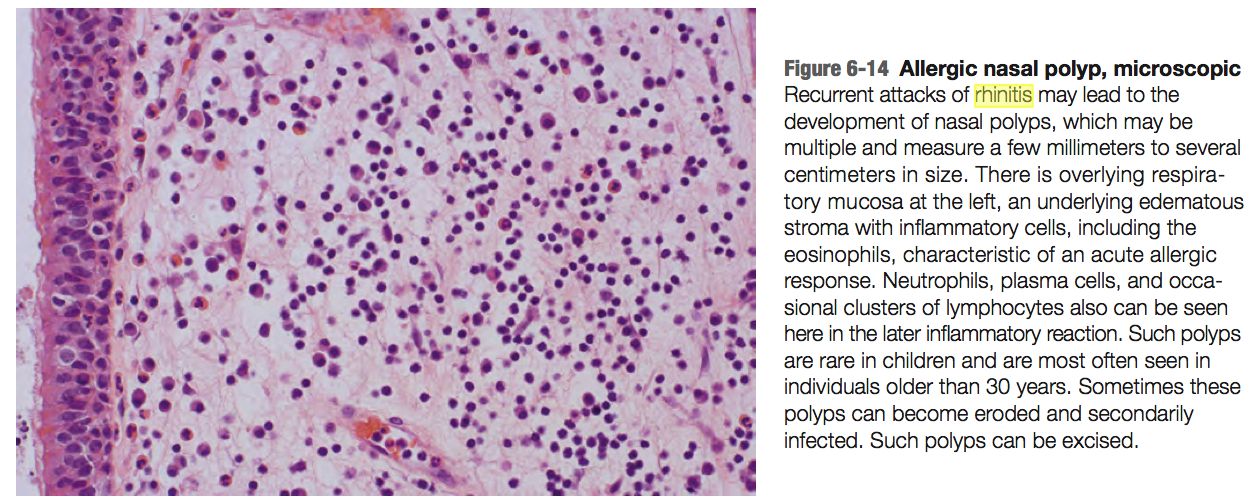 Figure 6-14 Allergic nasal polyp, microscopic
Recurrent attacks of rhinitis may lead to the
development of nasal polyps, which may be
multiple and measure a few millimeters to several
centimeters in size. There is overlying respira-
tory mucosa at the left, an underlying edematous
stroma with inflammatory cells, including the
eosinophils, characteristic of an acute allergic
response. Neutrophils, plasma cells, and occa-
sional clusters of lymphocytes also can be seen
here in the later inflammatory reaction. Such polyps
are rare in children and are most often seen in
individuals older than 30 years. Sometimes these
polyps can become eroded and secondarily
infected. Such polyps can be excised.